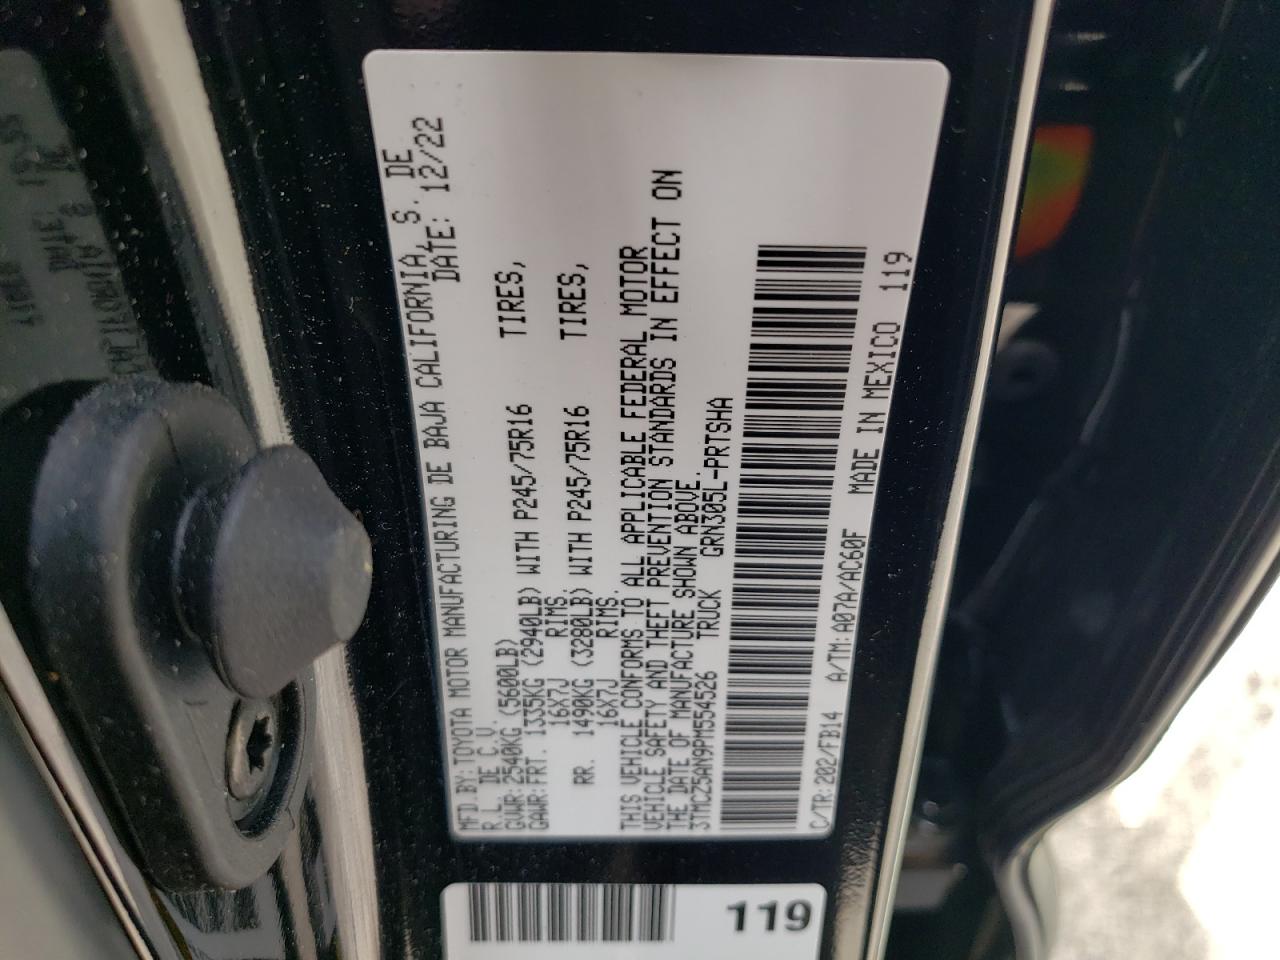 MFD.BY:TOYOTA MOTOR MANUFACTURING DE BAJA CALIFORNIA, S. DE
R.L. DE C.V. DATE: 12/22
GVWR:2540KG (5600LB)
GAWR:FRT. 1335KG (2940LB) WITH P245/75R16 TIRES,
16X7J RIMS.
RR. 1490KG (3280LB) WITH P245/75R16 TIRES,
16X7J RIMS.
THIS VEHICLE CONFORMS TO ALL APPLICABLE FEDERAL MOTOR
VEHICLE SAFETY AND THEFT PREVENTION STANDARDS IN EFFECT ON
THE DATE OF MANUFACTURE SHOWN ABOVE.
3TMCZ5AN9PM554526 TRUCK GRN305L-PRTSHA
C/TR:202/FB14 A/TM:A07A/AC60F MADE IN MEXICO 119
119